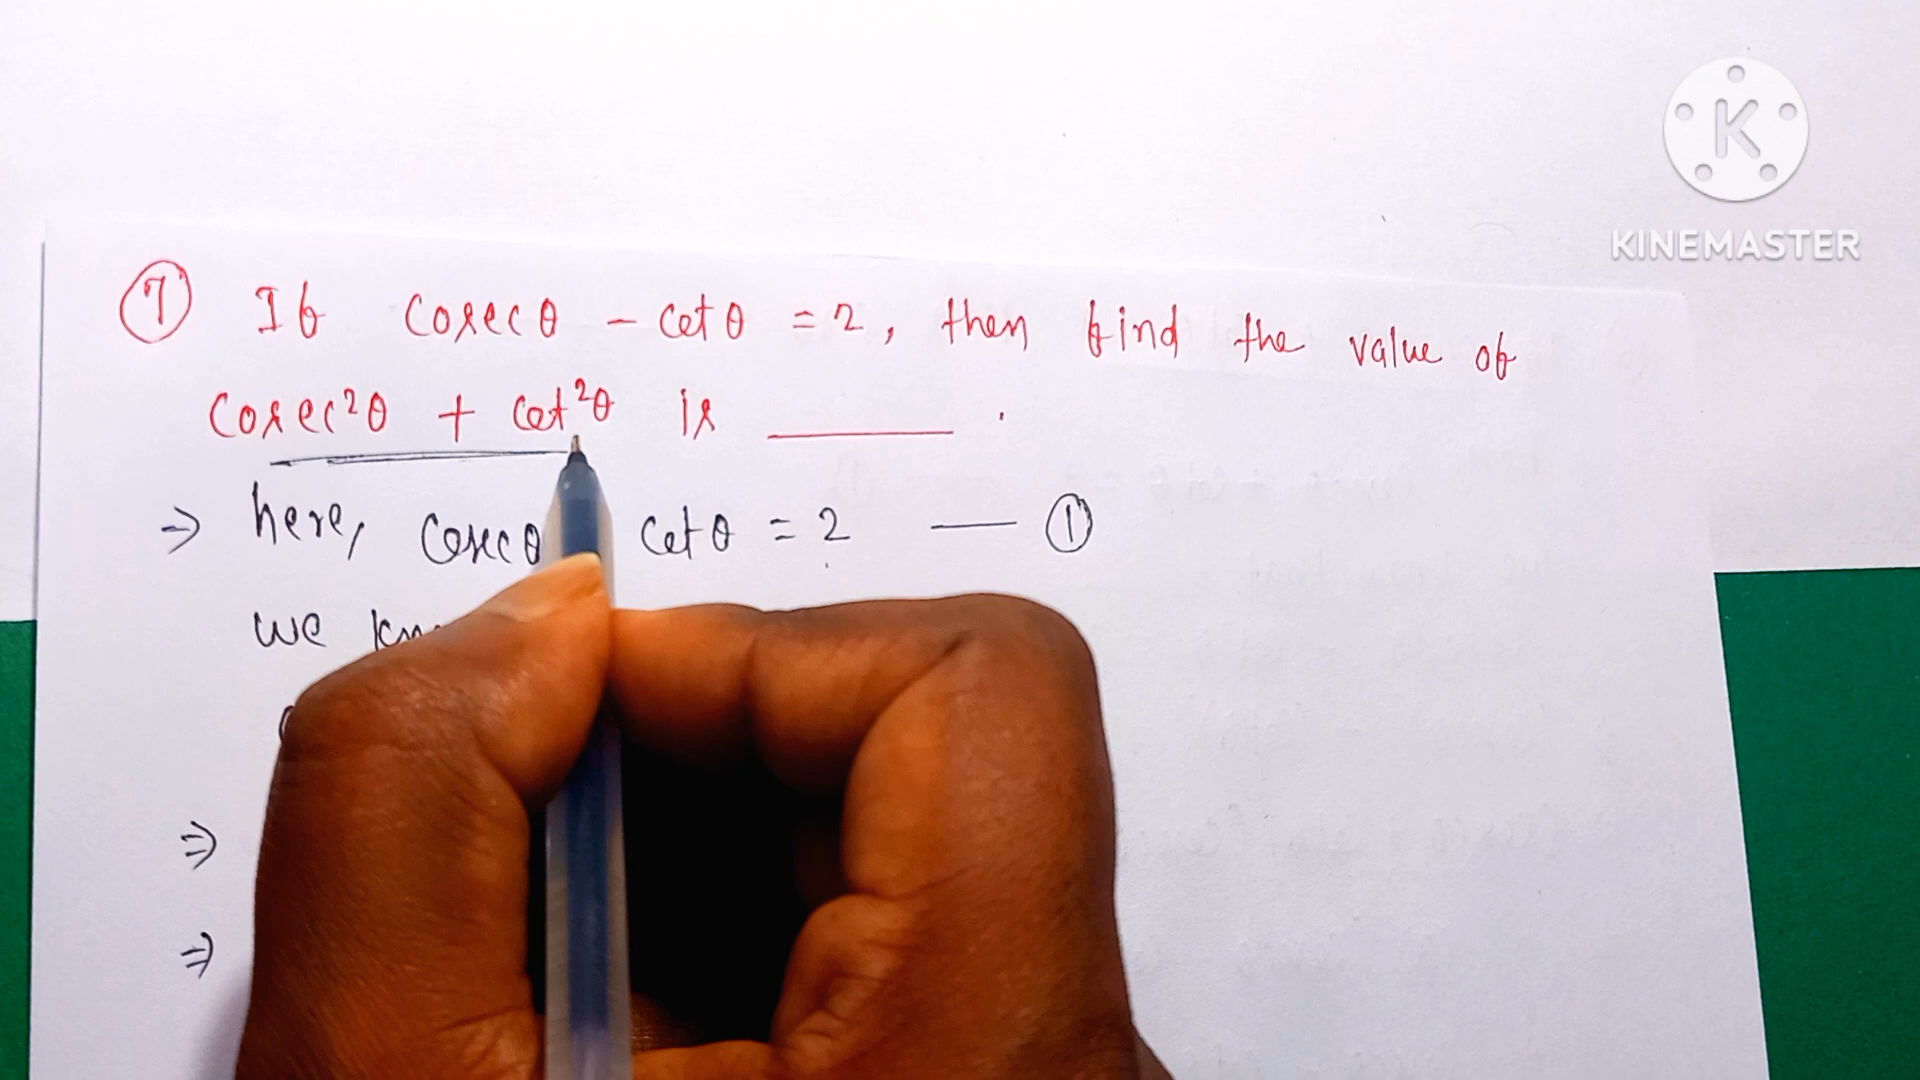 K
KINEMASTER
⑦ If cosecθ - cotθ = 2, then find the value of
cosec²θ + cot²θ is ______ .
⇒ here, cosecθ cotθ = 2 — ①
we
⇒
⇒